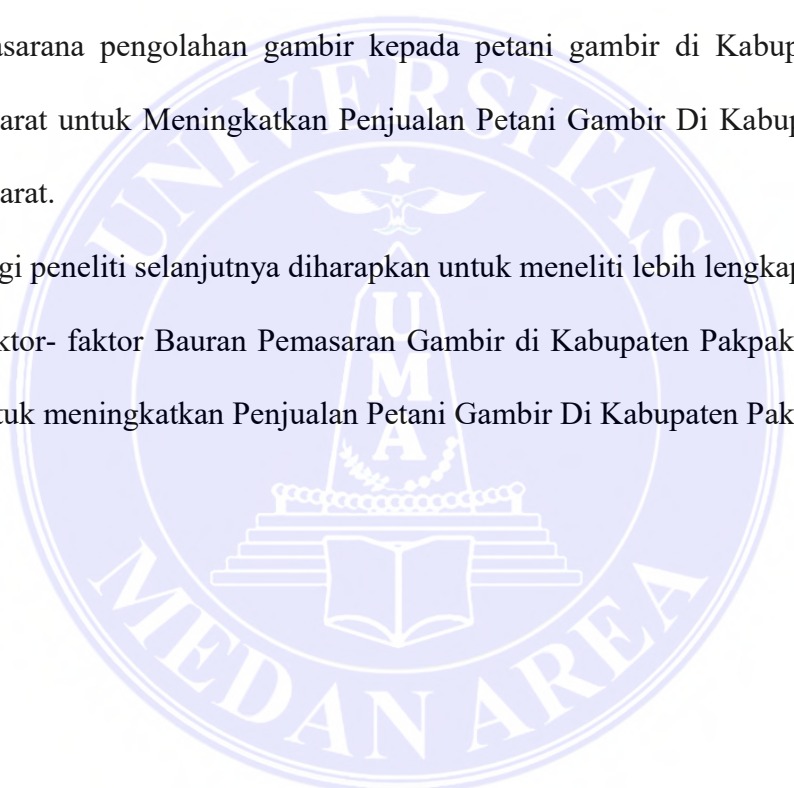 asarana pengolahan gambir kepada petani gambir di Kabup
arat untuk Meningkatkan Penjualan Petani Gambir Di Kabup
arat.
gi peneliti selanjutnya diharapkan untuk meneliti lebih lengkap
ktor- faktor Bauran Pemasaran Gambir di Kabupaten Pakpak
tuk meningkatkan Penjualan Petani Gambir Di Kabupaten Pak
UNIVERSITAS
UMA
MEDAN AREA